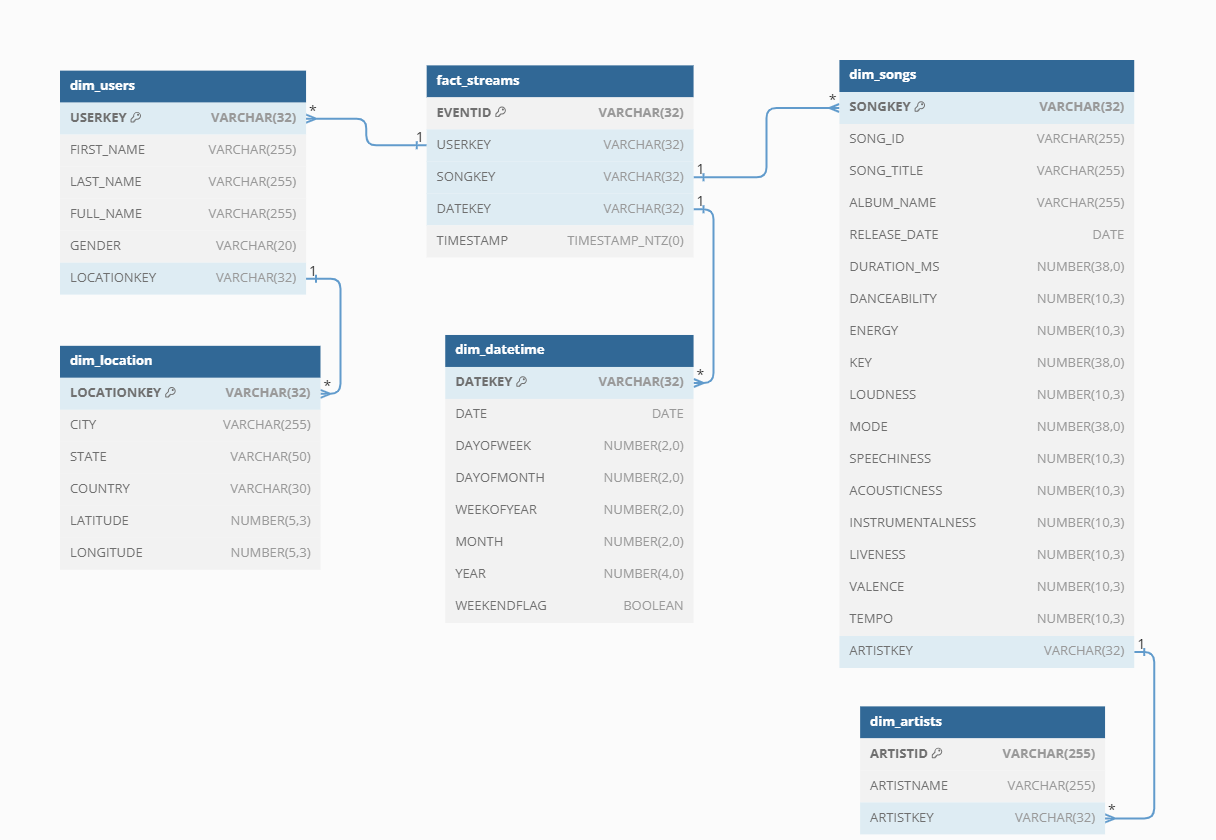 dim_users
USERKEY VARCHAR(32)
FIRST_NAME VARCHAR(255)
LAST_NAME VARCHAR(255)
FULL_NAME VARCHAR(255)
GENDER VARCHAR(20)
LOCATIONKEY VARCHAR(32)
*
1
dim_location
LOCATIONKEY VARCHAR(32)
CITY VARCHAR(255)
STATE VARCHAR(50)
COUNTRY VARCHAR(30)
LATITUDE NUMBER(5,3)
LONGITUDE NUMBER(5,3)
*
fact_streams
EVENTID VARCHAR(32)
1
USERKEY VARCHAR(32)
SONGKEY VARCHAR(32) 1
DATEKEY VARCHAR(32) 1
TIMESTAMP TIMESTAMP_NTZ(0)
dim_datetime
DATEKEY VARCHAR(32) *
DATE DATE
DAYOFWEEK NUMBER(2,0)
DAYOFMONTH NUMBER(2,0)
WEEKOFYEAR NUMBER(2,0)
MONTH NUMBER(2,0)
YEAR NUMBER(4,0)
WEEKENDFLAG BOOLEAN
dim_songs
* SONGKEY VARCHAR(32)
SONG_ID VARCHAR(255)
SONG_TITLE VARCHAR(255)
ALBUM_NAME VARCHAR(255)
RELEASE_DATE DATE
DURATION_MS NUMBER(38,0)
DANCEABILITY NUMBER(10,3)
ENERGY NUMBER(10,3)
KEY NUMBER(38,0)
LOUDNESS NUMBER(10,3)
MODE NUMBER(38,0)
SPEECHINESS NUMBER(10,3)
ACOUSTICNESS NUMBER(10,3)
INSTRUMENTALNESS NUMBER(10,3)
LIVENESS NUMBER(10,3)
VALENCE NUMBER(10,3)
TEMPO NUMBER(10,3)
ARTISTKEY VARCHAR(32) 1
dim_artists
ARTISTID VARCHAR(255)
ARTISTNAME VARCHAR(255)
ARTISTKEY VARCHAR(32) *